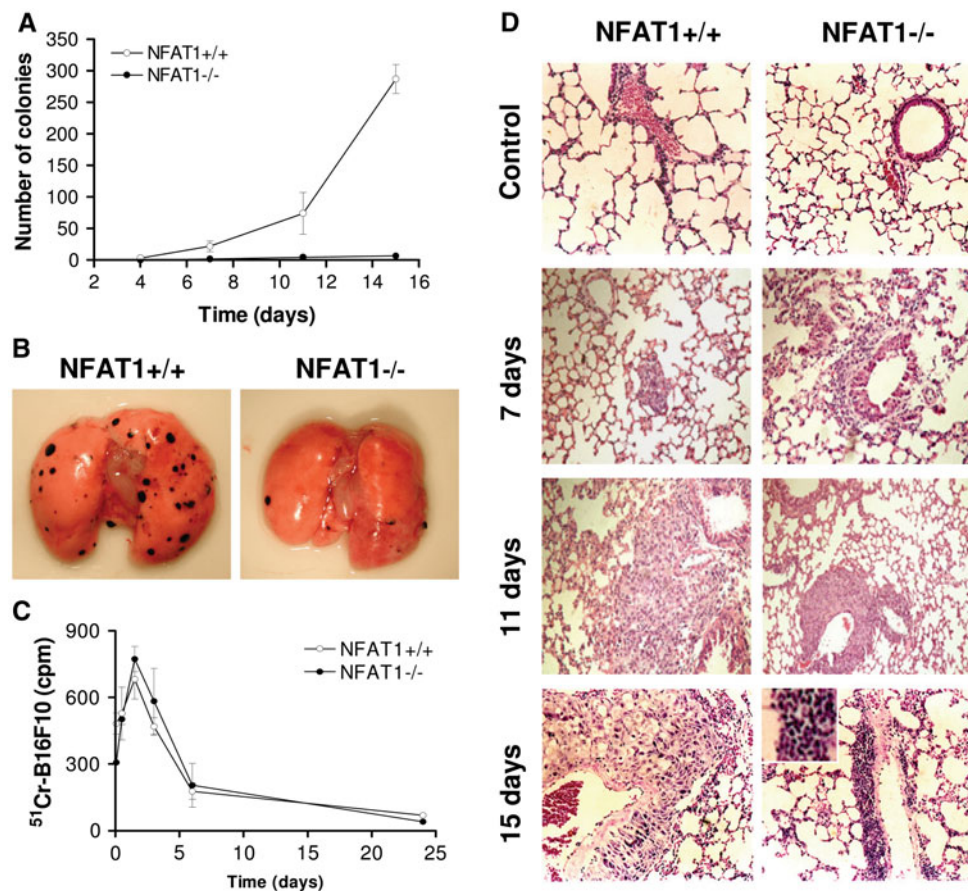 A
NFAT1+/+
NFAT1-/-
Number of colonies
350
300
250
200
150
100
50
0
2 4 6 8 10 12 14 16
Time (days)
B
NFAT1+/+ NFAT1-/-
C
NFAT1+/+
NFAT1-/-
51Cr-B16F10 (cpm)
900
600
300
0
0 5 10 15 20 25
Time (days)
D
NFAT1+/+ NFAT1-/-
Control
7 days
11 days
15 days